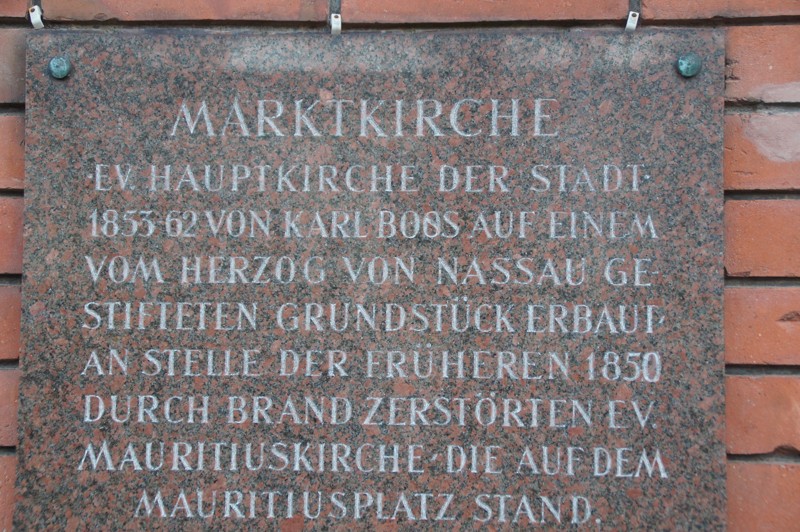 MARKTKIRCHE
·EV. HAUPTKIRCHE DER STADT·
1853-62 VON KARL BOOS AUF EINEM
VOM HERZOG VON NASSAU GE-
STIFTETEN GRUNDSTÜCK ERBAUT·
AN STELLE DER FRÜHEREN 1850
DURCH BRAND ZERSTÖRTEN EV.
MAURITIUSKIRCHE·DIE AUF DEM
MAURITIUSPLATZ STAND.